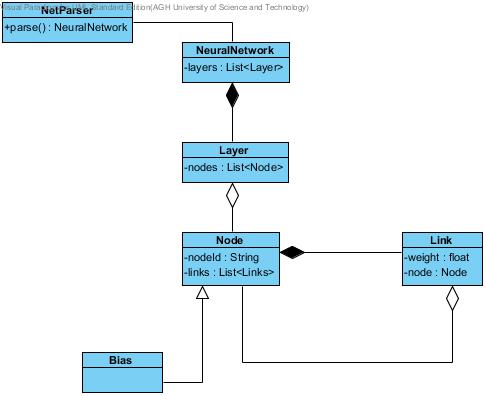 Visual Paradigm for UML Standard Edition(AGH University of Science and Technology)
NetParser
+parse() : NeuralNetwork
NeuralNetwork
-layers : List<Layer>
Layer
-nodes : List<Node>
Node
-nodeId : String
-links : List<Links>
Link
-weight : float
-node : Node
Bias